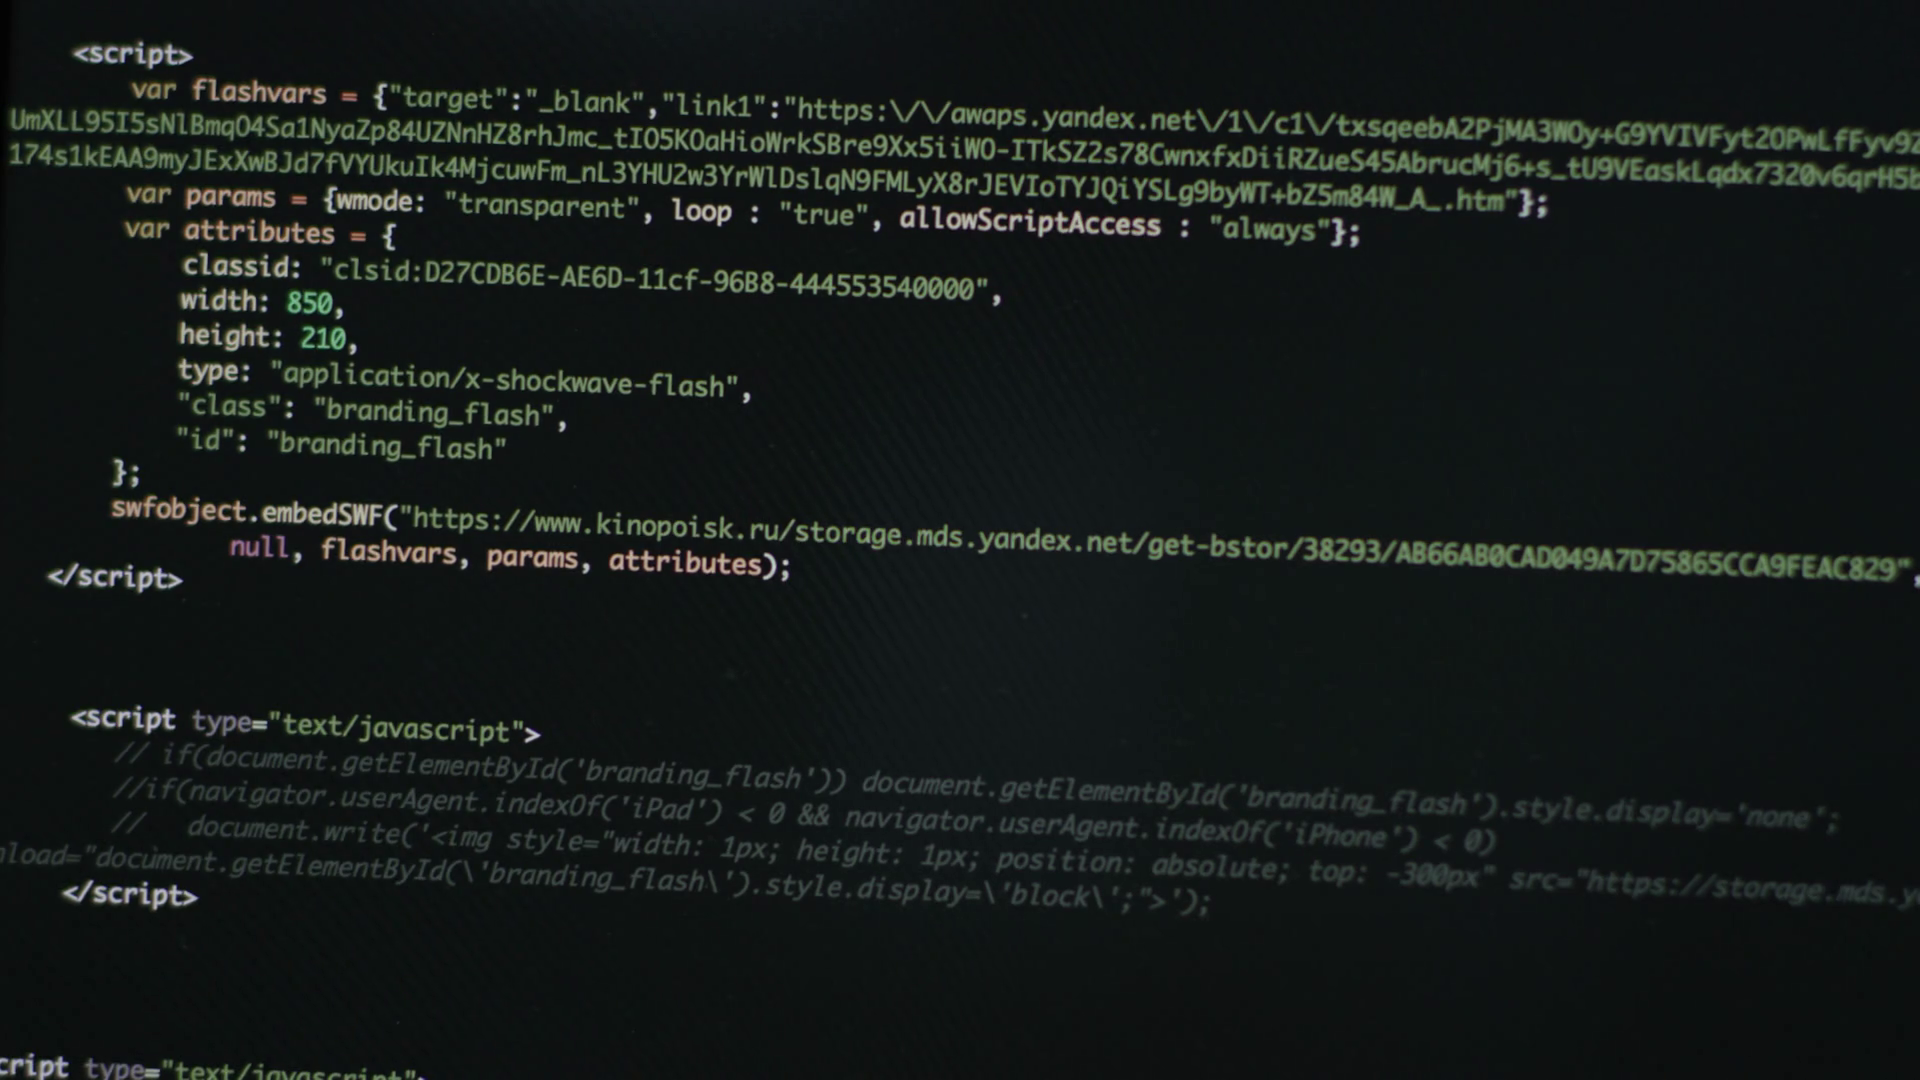 <script>
var flashvars = {"target":"_blank","link1":"https:\/\/awaps.yandex.net\/1\/c1\/txsqeebA2PjMA3WOy+G9YVIVFyt2OPwLfFyv9Z
UmXLL95I5sNlBmqO4Sa1NyaZp84UZNnHZ8rhJmc_tIO5KOaHioWrkSBre9Xx5iiWO-ITkSZ2s78CwnxfxDiiRZueS45AbrucMj6+s_tU9VEaskLqdx7320v6qrH5b
174s1kEAA9myJExXwBJd7fVYUkuIk4MjcuwFm_nL3YHU2w3YrWlDslqN9FMLyX8rJEVIoTYJQiYSLg9byWT+bZ5m84W_A_.htm"};
var params = {wmode: "transparent", loop : "true", allowScriptAccess : "always"};
var attributes = {
classid: "clsid:D27CDB6E-AE6D-11cf-96B8-444553540000",
width: 850,
height: 210,
type: "application/x-shockwave-flash",
"class": "branding_flash",
"id": "branding_flash"
};
swfobject.embedSWF("https://www.kinopoisk.ru/storage.mds.yandex.net/get-bstor/38293/AB66AB0CAD049A7D75865CCA9FEAC829",
null, flashvars, params, attributes);
</script>
<script type="text/javascript">
// if(document.getElementById('branding_flash')) document.getElementById('branding_flash').style.display='none';
//if(navigator.userAgent.indexOf('iPad') < 0 && navigator.userAgent.indexOf('iPhone') < 0)
// document.write('<img style="width: 1px; height: 1px; position: absolute; top: -300px" src="https://storage.mds.y
nload="document.getElementById(\'branding_flash\').style.display=\'block\';">');
</script>
cript type="text/javascript">